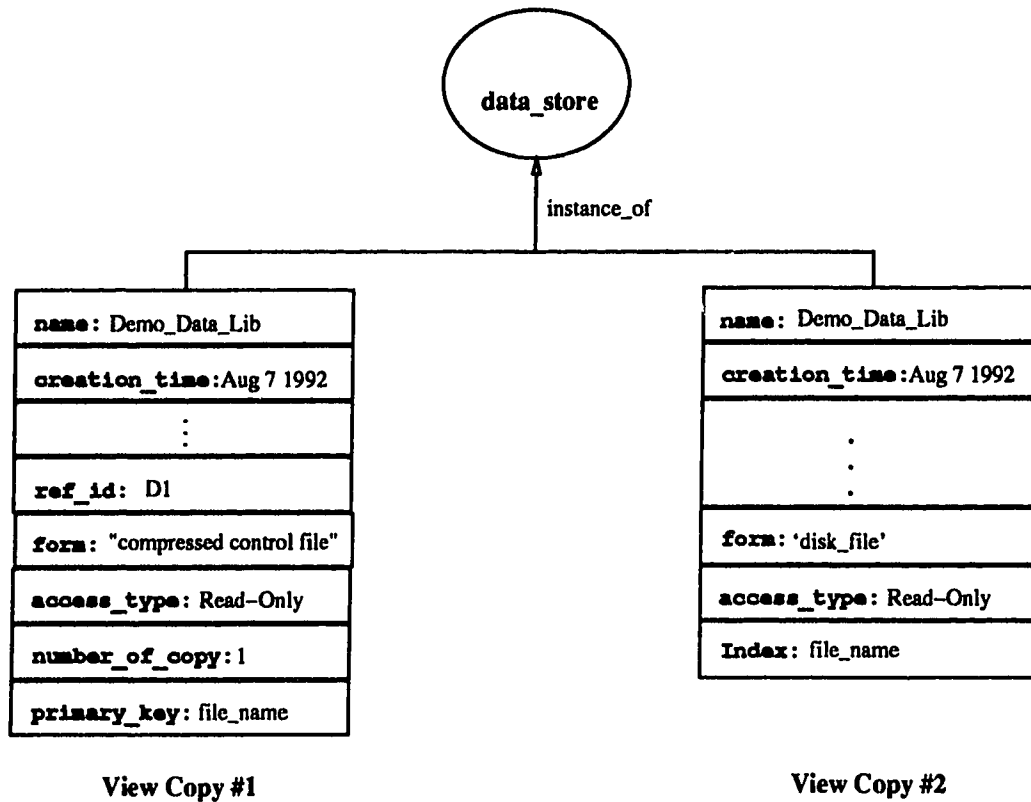 data_store
instance_of
name: Demo_Data_Lib
creation_time:Aug 7 1992
ref_id: D1
form: "compressed control file"
access_type: Read-Only
number_of_copy:1
primary_key: file_name
View Copy #1
name: Demo_Data_Lib
creation_time:Aug 7 1992
form: ‘disk_file’
access_type: Read-Only
Index: file_name
View Copy #2